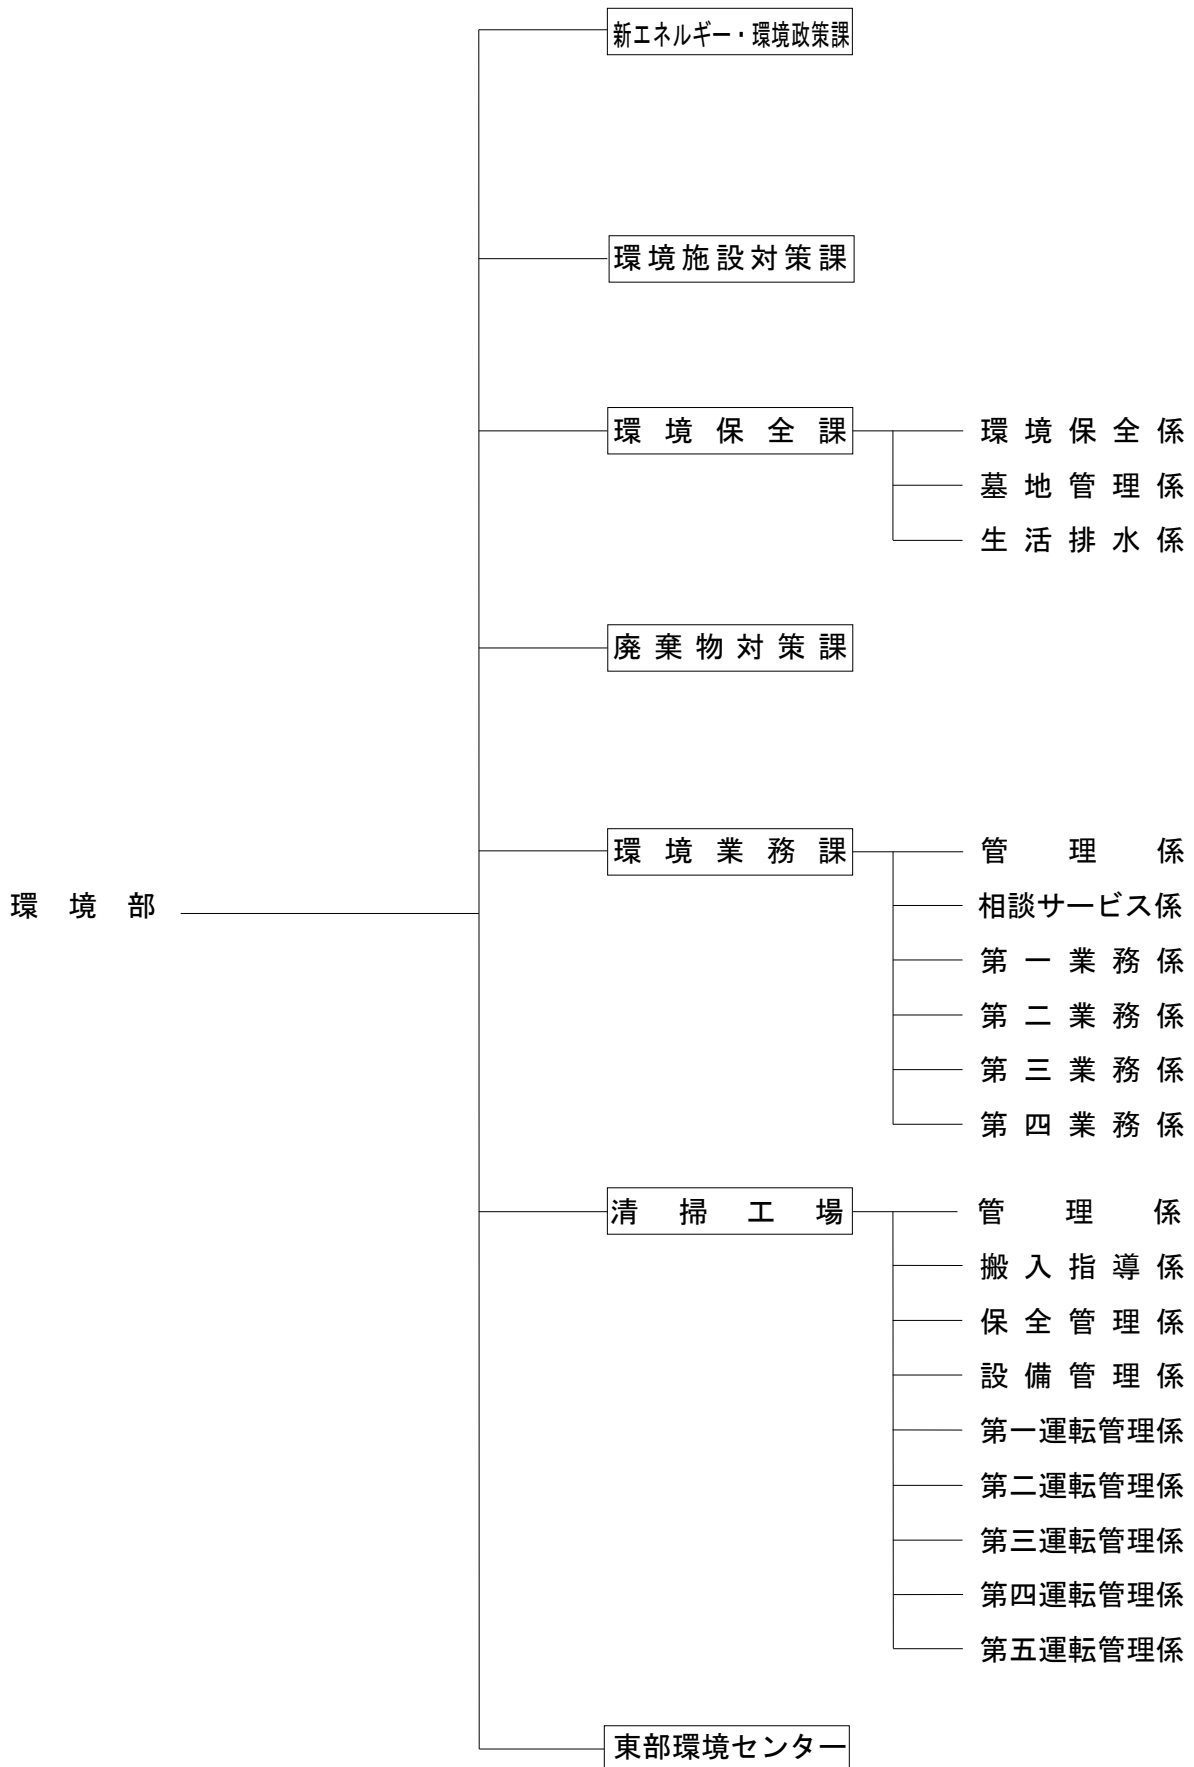 新エネルギー・環境政策課
環境施設対策課
環境保全課
環境保全係
墓地管理係
生活排水係
廃棄物対策課
環境業務課
管理係
環境部
相談サービス係
第一業務係
第二業務係
第三業務係
第四業務係
清掃工場
管理係
搬入指導係
保全管理係
設備管理係
第一運転管理係
第二運転管理係
第三運転管理係
第四運転管理係
第五運転管理係
東部環境センター